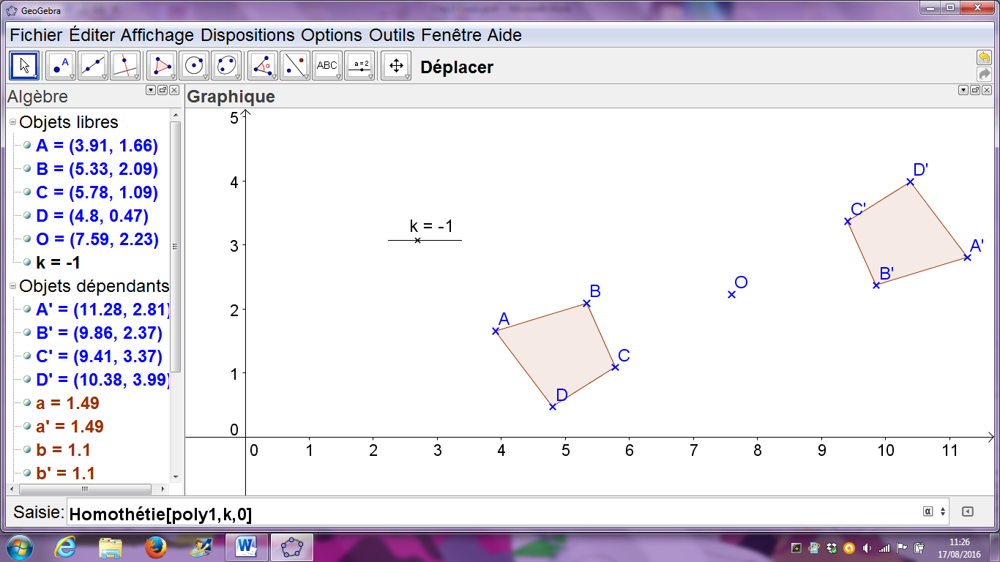 GeoGebra
Fichier Éditer Affichage Dispositions Options Outils Fenêtre Aide
A
α
ABC
a=2
Déplacer
Algèbre
Graphique
Objets libres
A = (3.91, 1.66)
B = (5.33, 2.09)
C = (5.78, 1.09)
D = (4.8, 0.47)
O = (7.59, 2.23)
k = -1
Objets dépendants
A' = (11.28, 2.81)
B' = (9.86, 2.37)
C' = (9.41, 3.37)
D' = (10.38, 3.99)
a = 1.49
a' = 1.49
b = 1.1
b' = 1.1
5
4
3
2
1
0
0 1 2 3 4 5 6 7 8 9 10 11
k = -1
A
B
C
D
O
D'
C'
A'
B'
Saisie: Homothétie[poly1,k,0]
α
11:26
17/08/2016